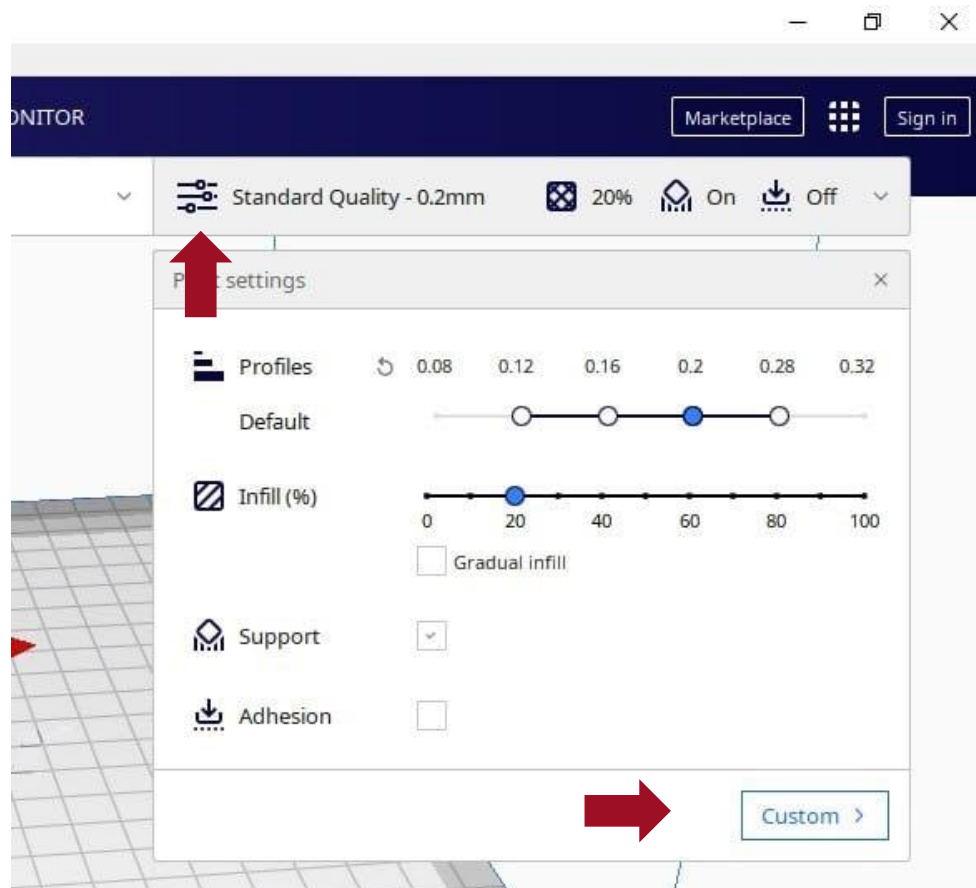 ONITOR
Marketplace
Sign in
Standard Quality - 0.2mm 20% On Off
settings
Profiles 0.08 0.12 0.16 0.2 0.28 0.32
Default
Infill (%)
0 20 40 60 80 100
Gradual infill
Support
Adhesion
Custom